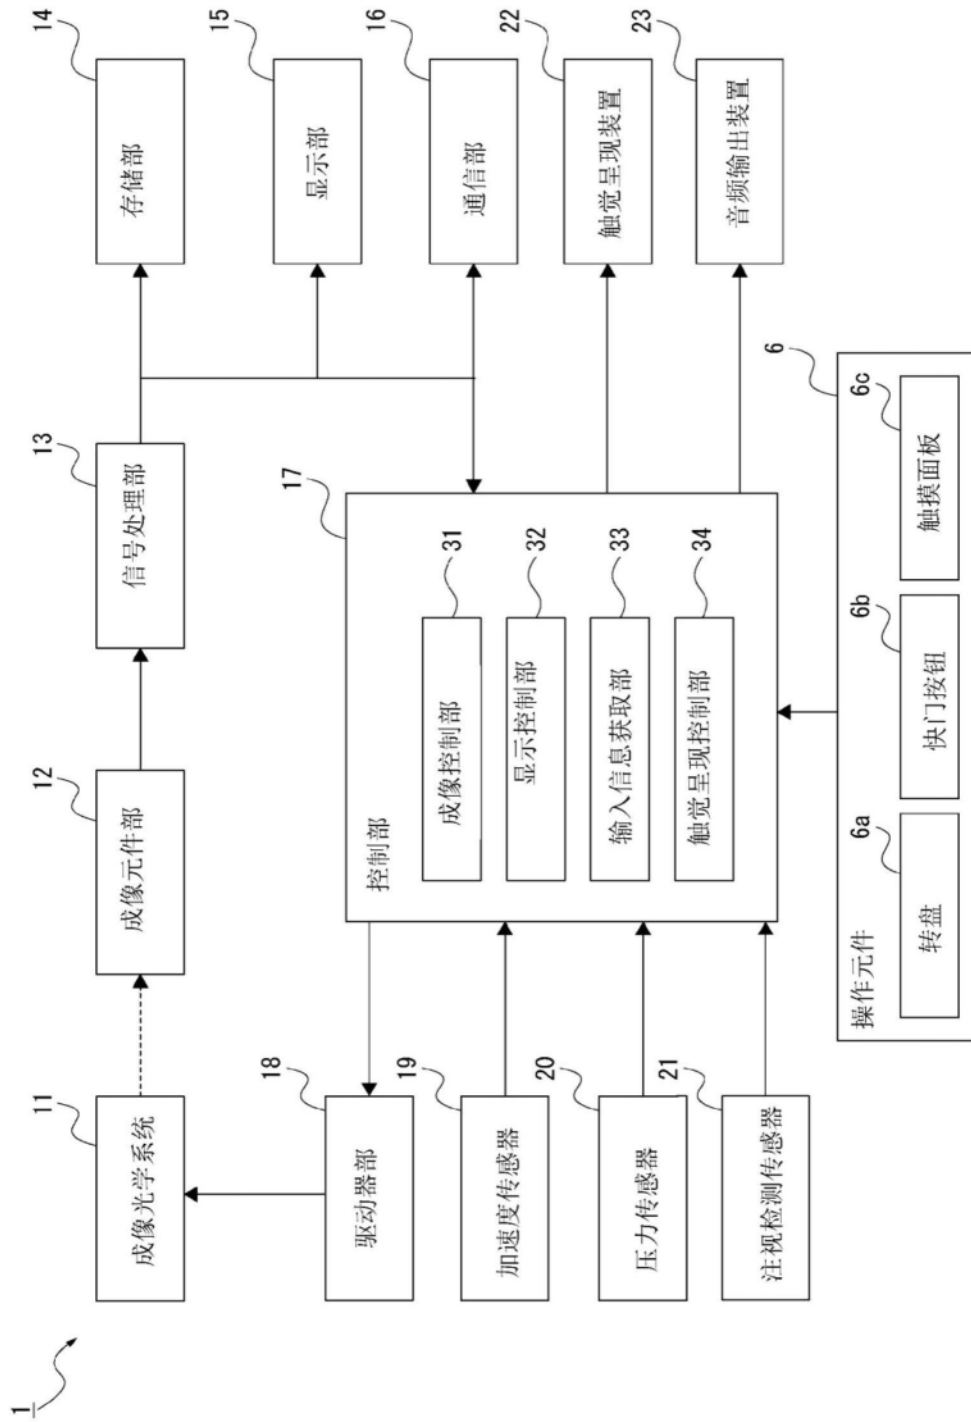 1
11
成像光学系统
12
成像元件部
13
信号处理部
14
存储部
15
显示部
16
通信部
22
触觉呈现装置
23
音频输出装置
17
控制部
31
成像控制部
32
显示控制部
33
输入信息获取部
34
触觉呈现控制部
18
驱动器部
19
加速度传感器
20
压力传感器
21
注视检测传感器
6
操作元件
6a
转盘
6b
快门按钮
6c
触摸面板